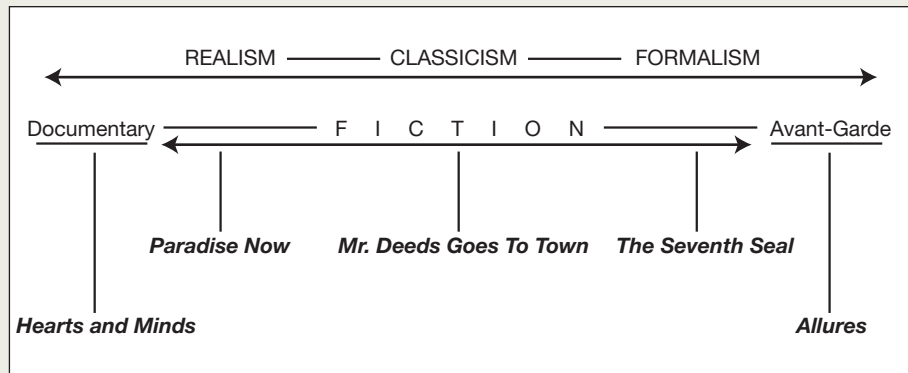 REALISM CLASSICISM FORMALISM
Documentary F I C T I O N Avant-Garde
Paradise Now Mr. Deeds Goes To Town The Seventh Seal
Hearts and Minds Allures